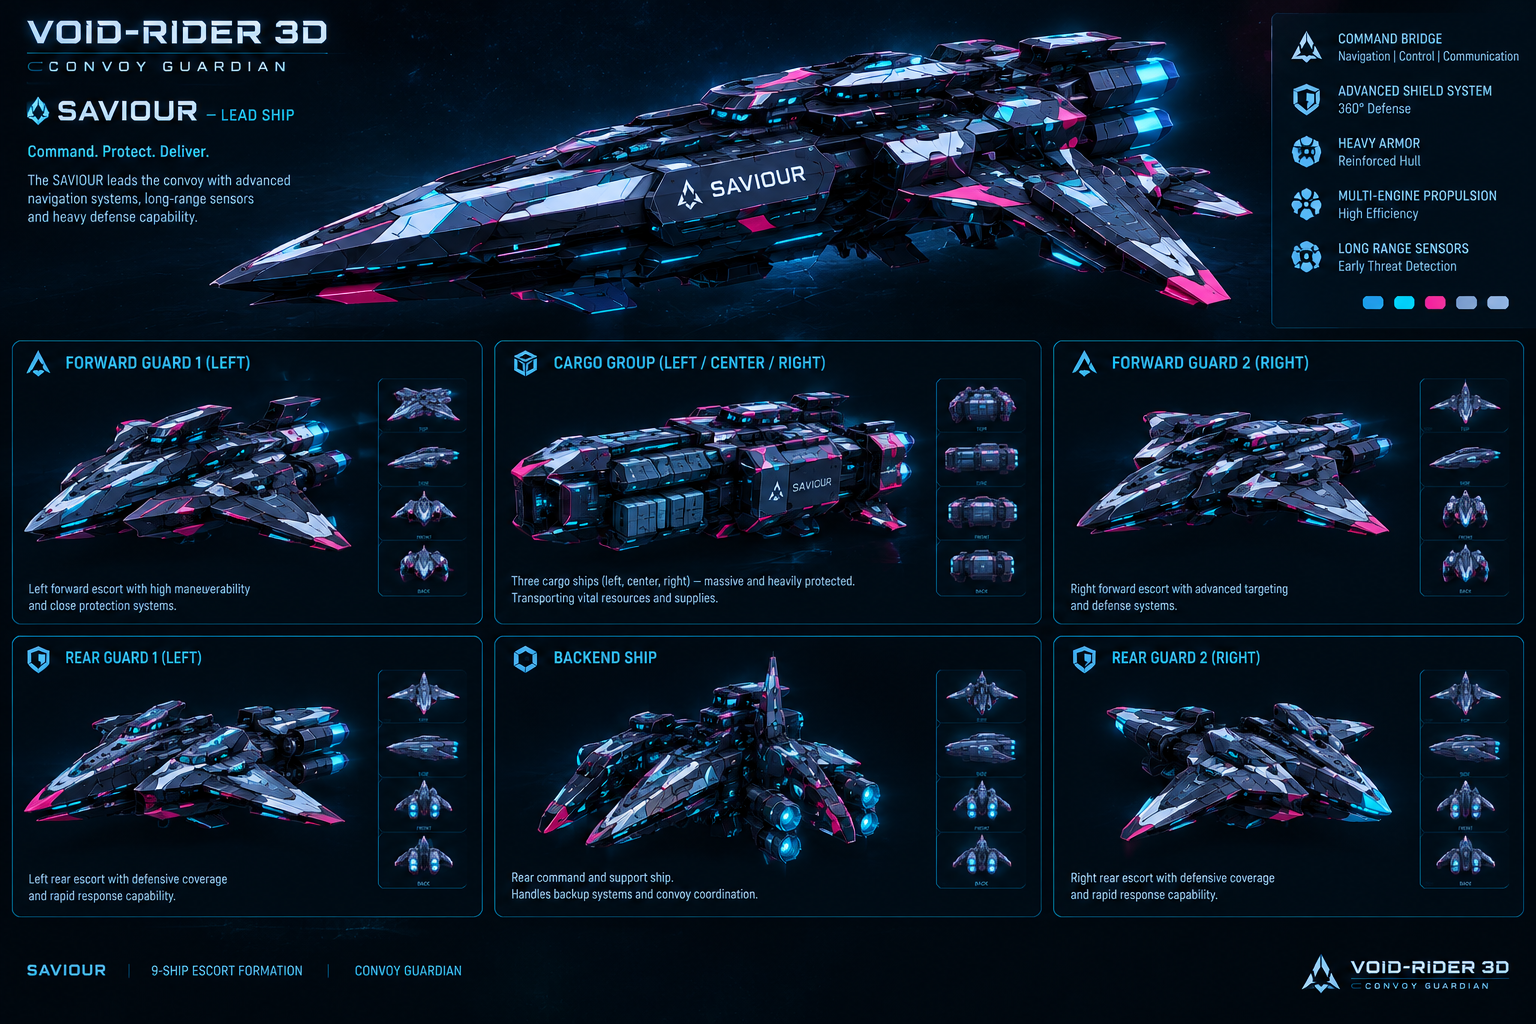 VOID-RIDER 3D
CONVOY GUARDIAN
SAVIOUR – LEAD SHIP
Command. Protect. Deliver.
The SAVIOUR leads the convoy with advanced
navigation systems, long-range sensors
and heavy defense capability.
SAVIOUR
COMMAND BRIDGE
Navigation | Control | Communication
ADVANCED SHIELD SYSTEM
360° Defense
HEAVY ARMOR
Reinforced Hull
MULTI-ENGINE PROPULSION
High Efficiency
LONG RANGE SENSORS
Early Threat Detection
FORWARD GUARD 1 (LEFT)
BACK
Left forward escort with high maneuverability
and close protection systems.
CARGO GROUP (LEFT / CENTER / RIGHT)
SAVIOUR
BACK
Three cargo ships (left, center, right) — massive and heavily protected.
Transporting vital resources and supplies.
FORWARD GUARD 2 (RIGHT)
BACK
Right forward escort with advanced targeting
and defense systems.
REAR GUARD 1 (LEFT)
BACK
Left rear escort with defensive coverage
and rapid response capability.
BACKEND SHIP
BACK
Rear command and support ship.
Handles backup systems and convoy coordination.
REAR GUARD 2 (RIGHT)
Right rear escort with defensive coverage
and rapid response capability.
SAVIOUR | 9-SHIP ESCORT FORMATION | CONVOY GUARDIAN
VOID-RIDER 3D
CONVOY GUARDIAN